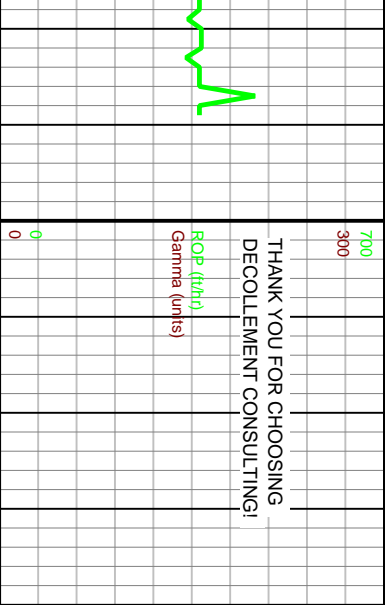 700
300
THANK YOU FOR CHOOSING
DECOLLEMENT CONSULTING!
ROP (ft/hr)
Gamma (units)
0
0